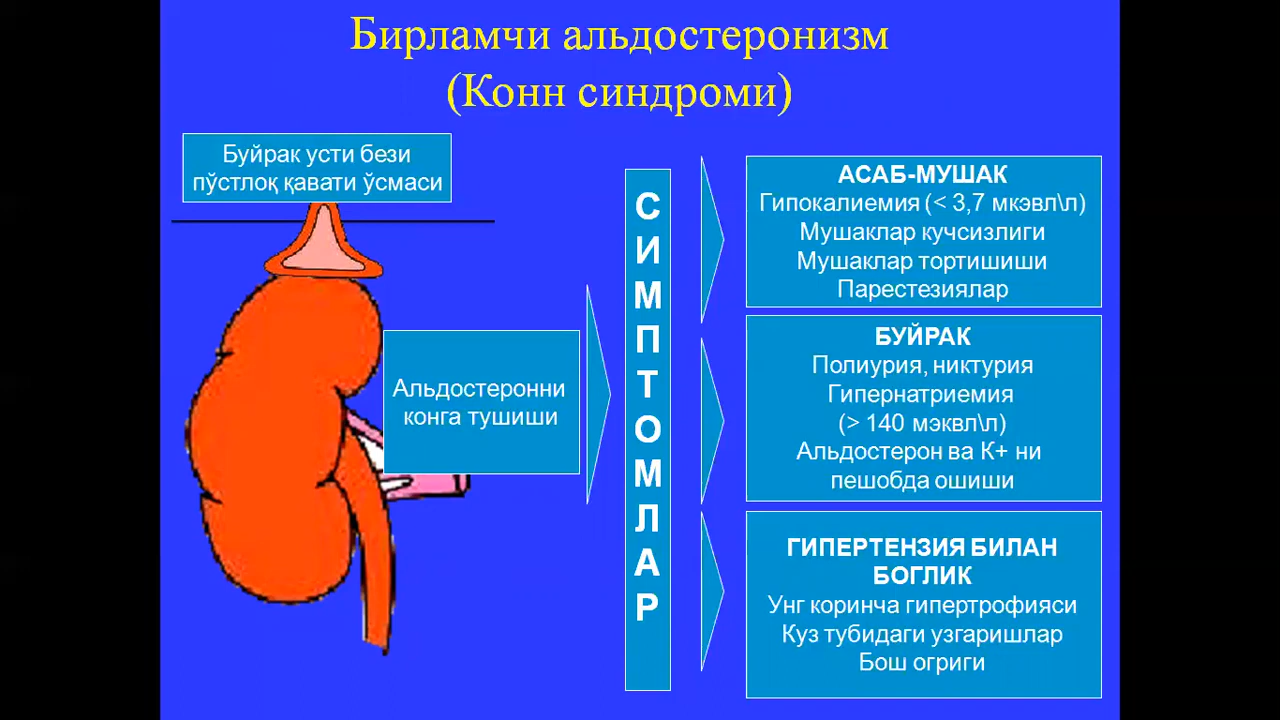 Бирламчи альдостеронизм
(Конн синдроми)
Буйрак усти бези
пўстлоқ қавати ўсмаси
Альдостеронни
конга тушиши
СИМПТОМЛАР
АСАБ-МУШАК
Гипокалиемия (< 3,7 мкэвл\л)
Мушаклар кучсизлиги
Мушаклар тортишиши
Парестезиялар
БУЙРАК
Полиурия, никтурия
Гипернатриемия
(> 140 мэквл\л)
Альдостерон ва К+ ни
пешобда ошиши
ГИПЕРТЕНЗИЯ БИЛАН
БОГЛИК
Унг коринча гипертрофияси
Куз тубидаги узгаришлар
Бош огриги